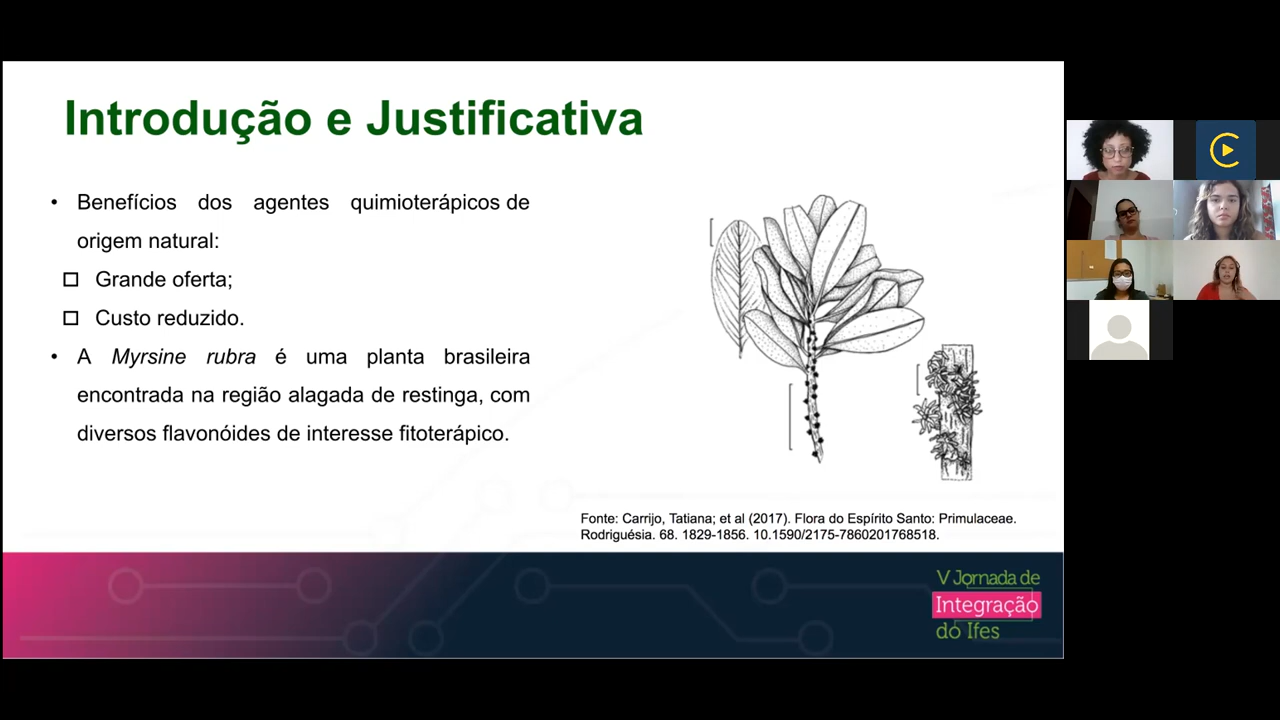 Introdução e Justificativa
• Benefícios dos agentes quimioterápicos de
origem natural:
Grande oferta;
Custo reduzido.
• A Myrsine rubra é uma planta brasileira
encontrada na região alagada de restinga, com
diversos flavonóides de interesse fitoterápico.
Fonte: Carrijo, Tatiana; et al (2017). Flora do Espírito Santo: Primulaceae.
Rodriguésia. 68. 1829-1856. 10.1590/2175-7860201768518.
V Jornada de
Integração
do Ifes